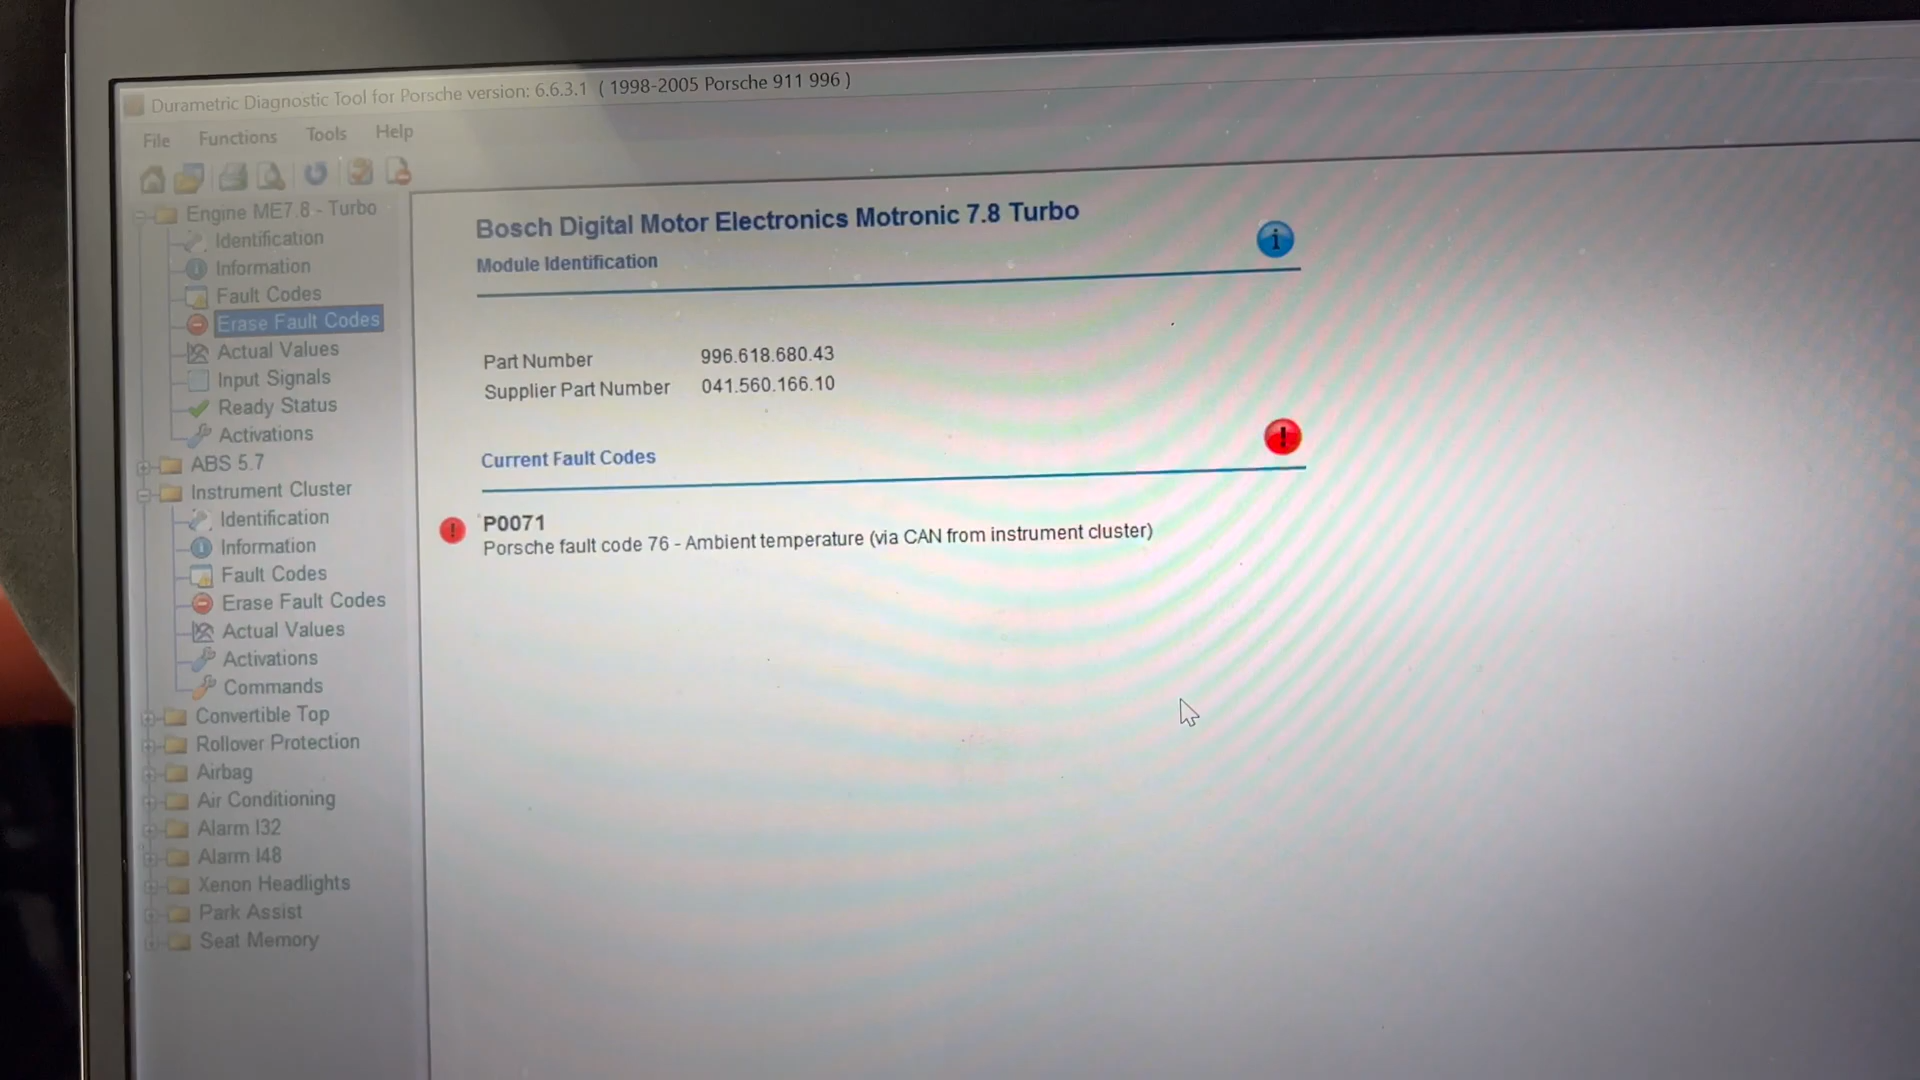 Durametric Diagnostic Tool for Porsche version: 6.6.3.1 ( 1998-2005 Porsche 911 996 )
File Functions Tools Help
Engine ME7.8 - Turbo
Identification
Information
Fault Codes
Erase Fault Codes
Actual Values
Input Signals
Ready Status
Activations
ABS 5.7
Instrument Cluster
Identification
Information
Fault Codes
Erase Fault Codes
Actual Values
Activations
Commands
Convertible Top
Rollover Protection
Airbag
Air Conditioning
Alarm I32
Alarm I48
Xenon Headlights
Park Assist
Seat Memory
Bosch Digital Motor Electronics Motronic 7.8 Turbo
Module Identification
Part Number 996.618.680.43
Supplier Part Number 041.560.166.10
Current Fault Codes
P0071
Porsche fault code 76 - Ambient temperature (via CAN from instrument cluster)